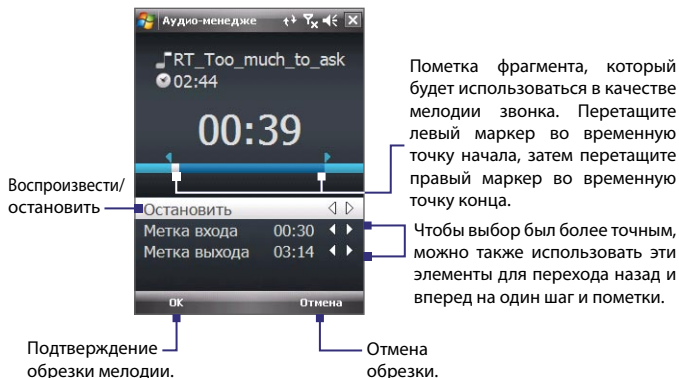 Аудио-менедже
RT_Too_much_to_ask
02:44
00:39
Остановить
Метка входа 00:30
Метка выхода 03:14
ОК Отмена
Воспроизвести/
остановить
Пометка фрагмента, который
будет использоваться в качестве
мелодии звонка. Перетащите
левый маркер во временную
точку начала, затем перетащите
правый маркер во временную
точку конца.
Чтобы выбор был более точным,
можно также использовать эти
элементы для перехода назад и
вперед на один шаг и пометки.
Подтверждение
обрезки мелодии.
Отмена
обрезки.